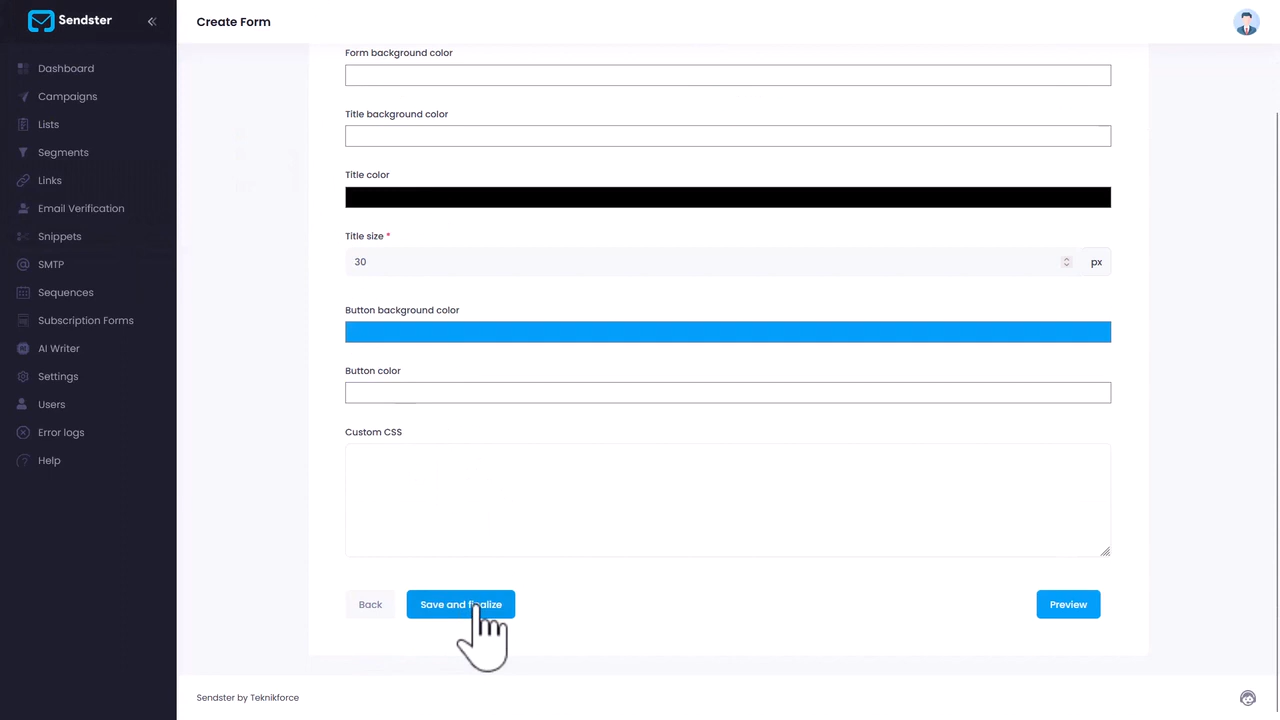 Sendster
Create Form
Dashboard
Campaigns
Lists
Segments
Links
Email Verification
Snippets
SMTP
Sequences
Subscription Forms
AI Writer
Settings
Users
Error logs
Help
Form background color
Title background color
Title color
Title size *
30
px
Button background color
Button color
Custom CSS
Back
Save and finalize
Preview
Sendster by Teknikforce